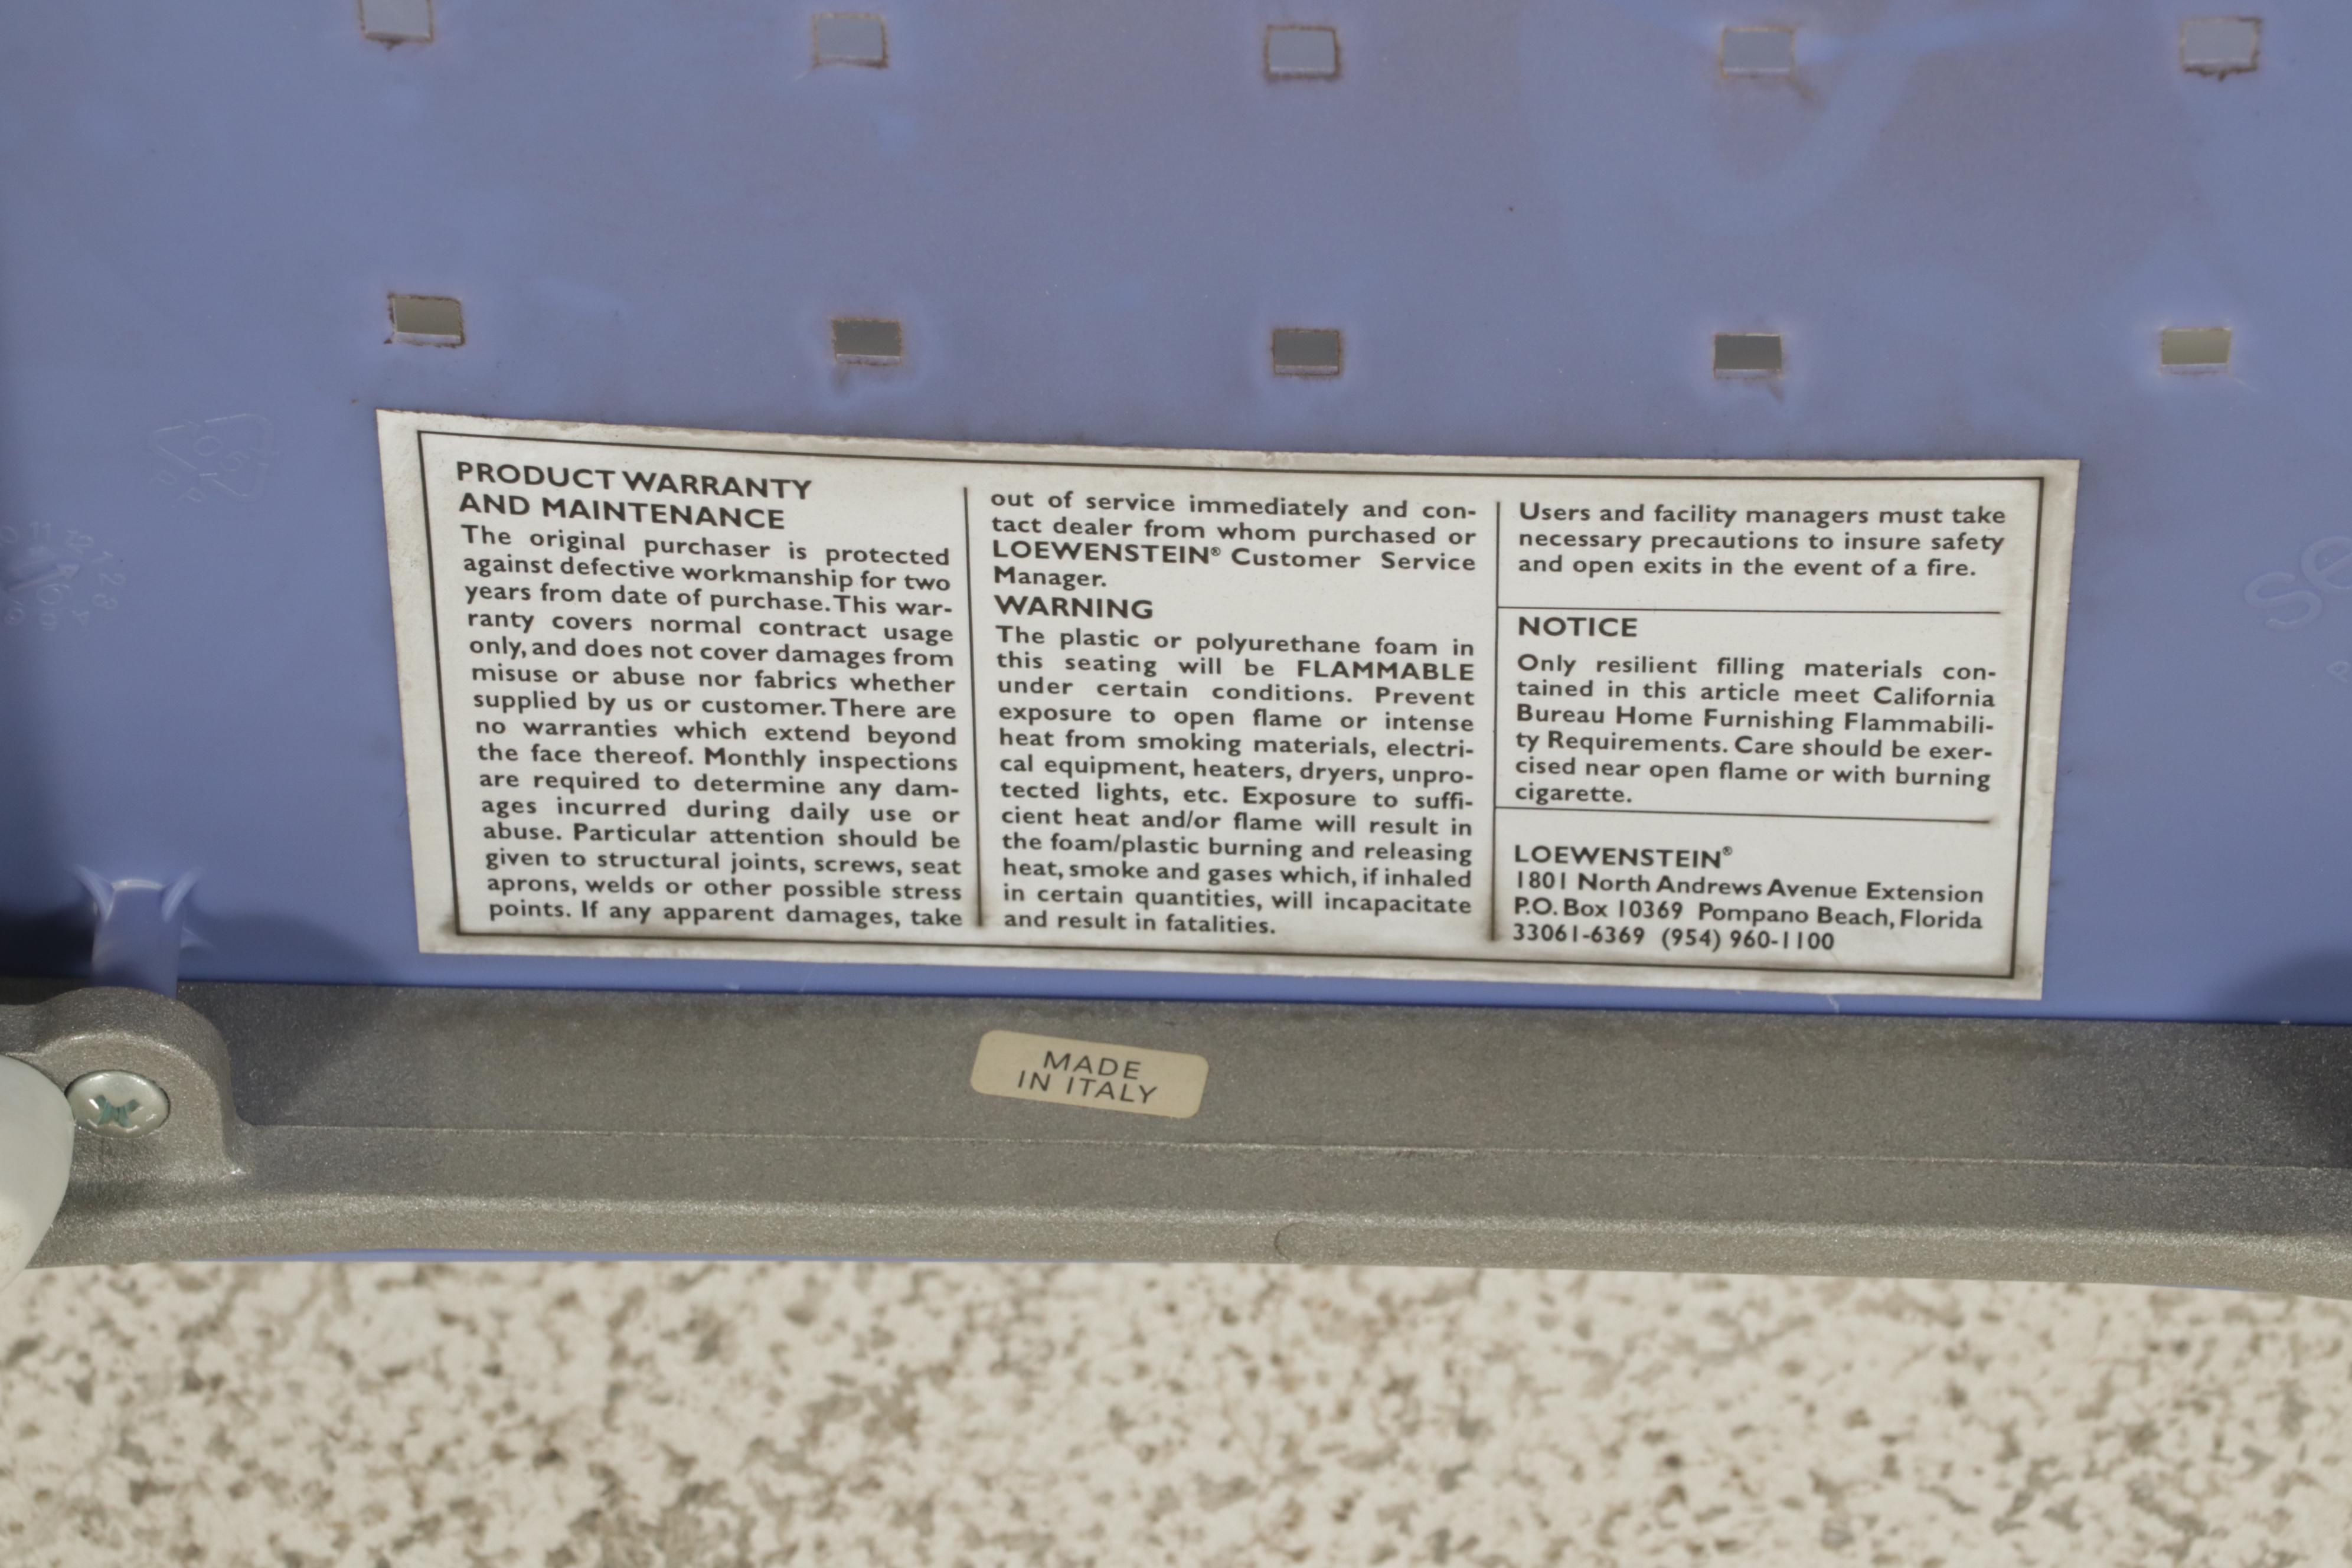 PRODUCT WARRANTY
AND MAINTENANCE
The original purchaser is protected
against defective workmanship for two
years from date of purchase. This war-
ranty covers normal contract usage
only, and does not cover damages from
misuse or abuse nor fabrics whether
supplied by us or customer. There are
no warranties which extend beyond
the face thereof. Monthly inspections
are required to determine any dam-
ages incurred during daily use or
abuse. Particular attention should be
given to structural joints, screws, seat
aprons, welds or other possible stress
points. If any apparent damages, take
out of service immediately and con-
tact dealer from whom purchased or
LOEWENSTEIN® Customer Service
Manager.
WARNING
The plastic or polyurethane foam in
this seating will be FLAMMABLE
under certain conditions. Prevent
exposure to open flame or intense
heat from smoking materials, electri-
cal equipment, heaters, dryers, unpro-
tected lights, etc. Exposure to suffi-
cient heat and/or flame will result in
the foam/plastic burning and releasing
heat, smoke and gases which, if inhaled
in certain quantities, will incapacitate
and result in fatalities.
Users and facility managers must take
necessary precautions to insure safety
and open exits in the event of a fire.
NOTICE
Only resilient filling materials con-
tained in this article meet California
Bureau Home Furnishing Flammabili-
ty Requirements. Care should be exer-
cised near open flame or with burning
cigarette.
LOEWENSTEIN®
1801 North Andrews Avenue Extension
P.O. Box 10369 Pompano Beach, Florida
33061-6369 (954) 960-1100
MADE
IN ITALY